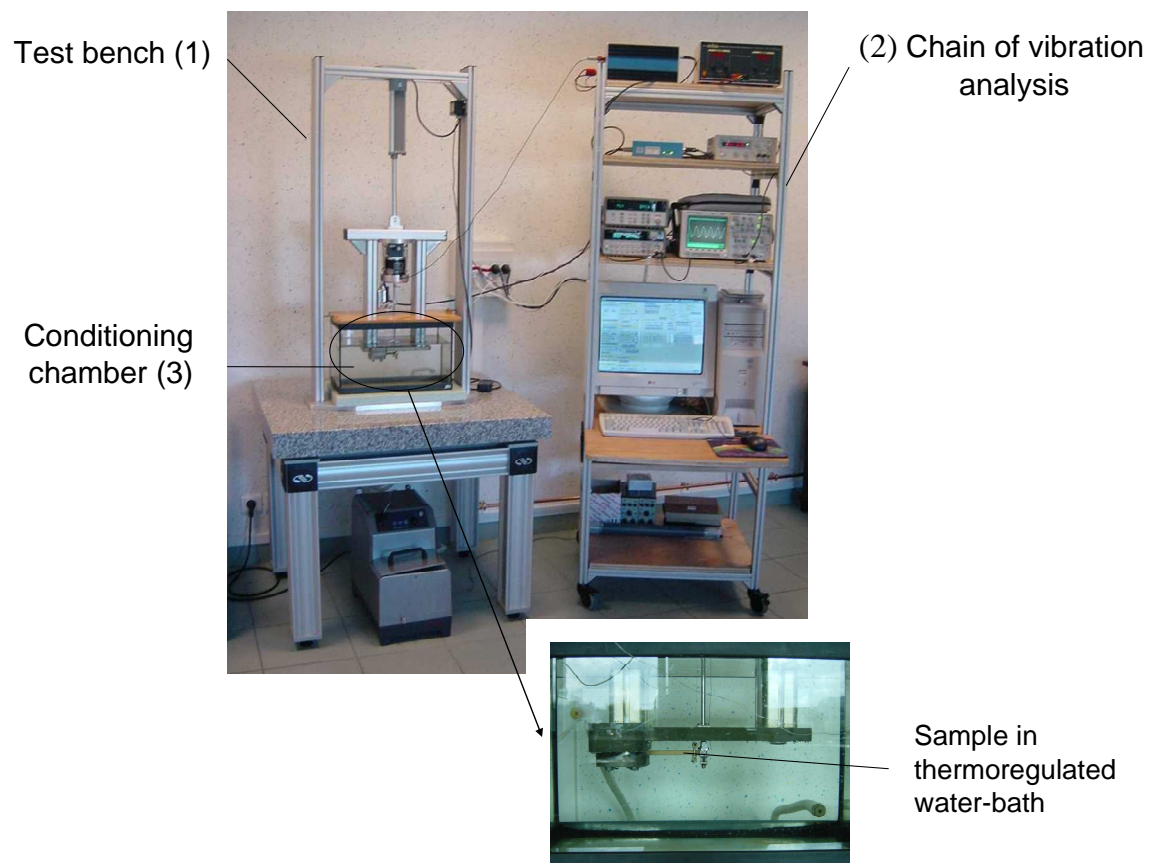 Test bench (1)
(2) Chain of vibration
analysis
Conditioning
chamber (3)
Sample in
thermoregulated
water-bath